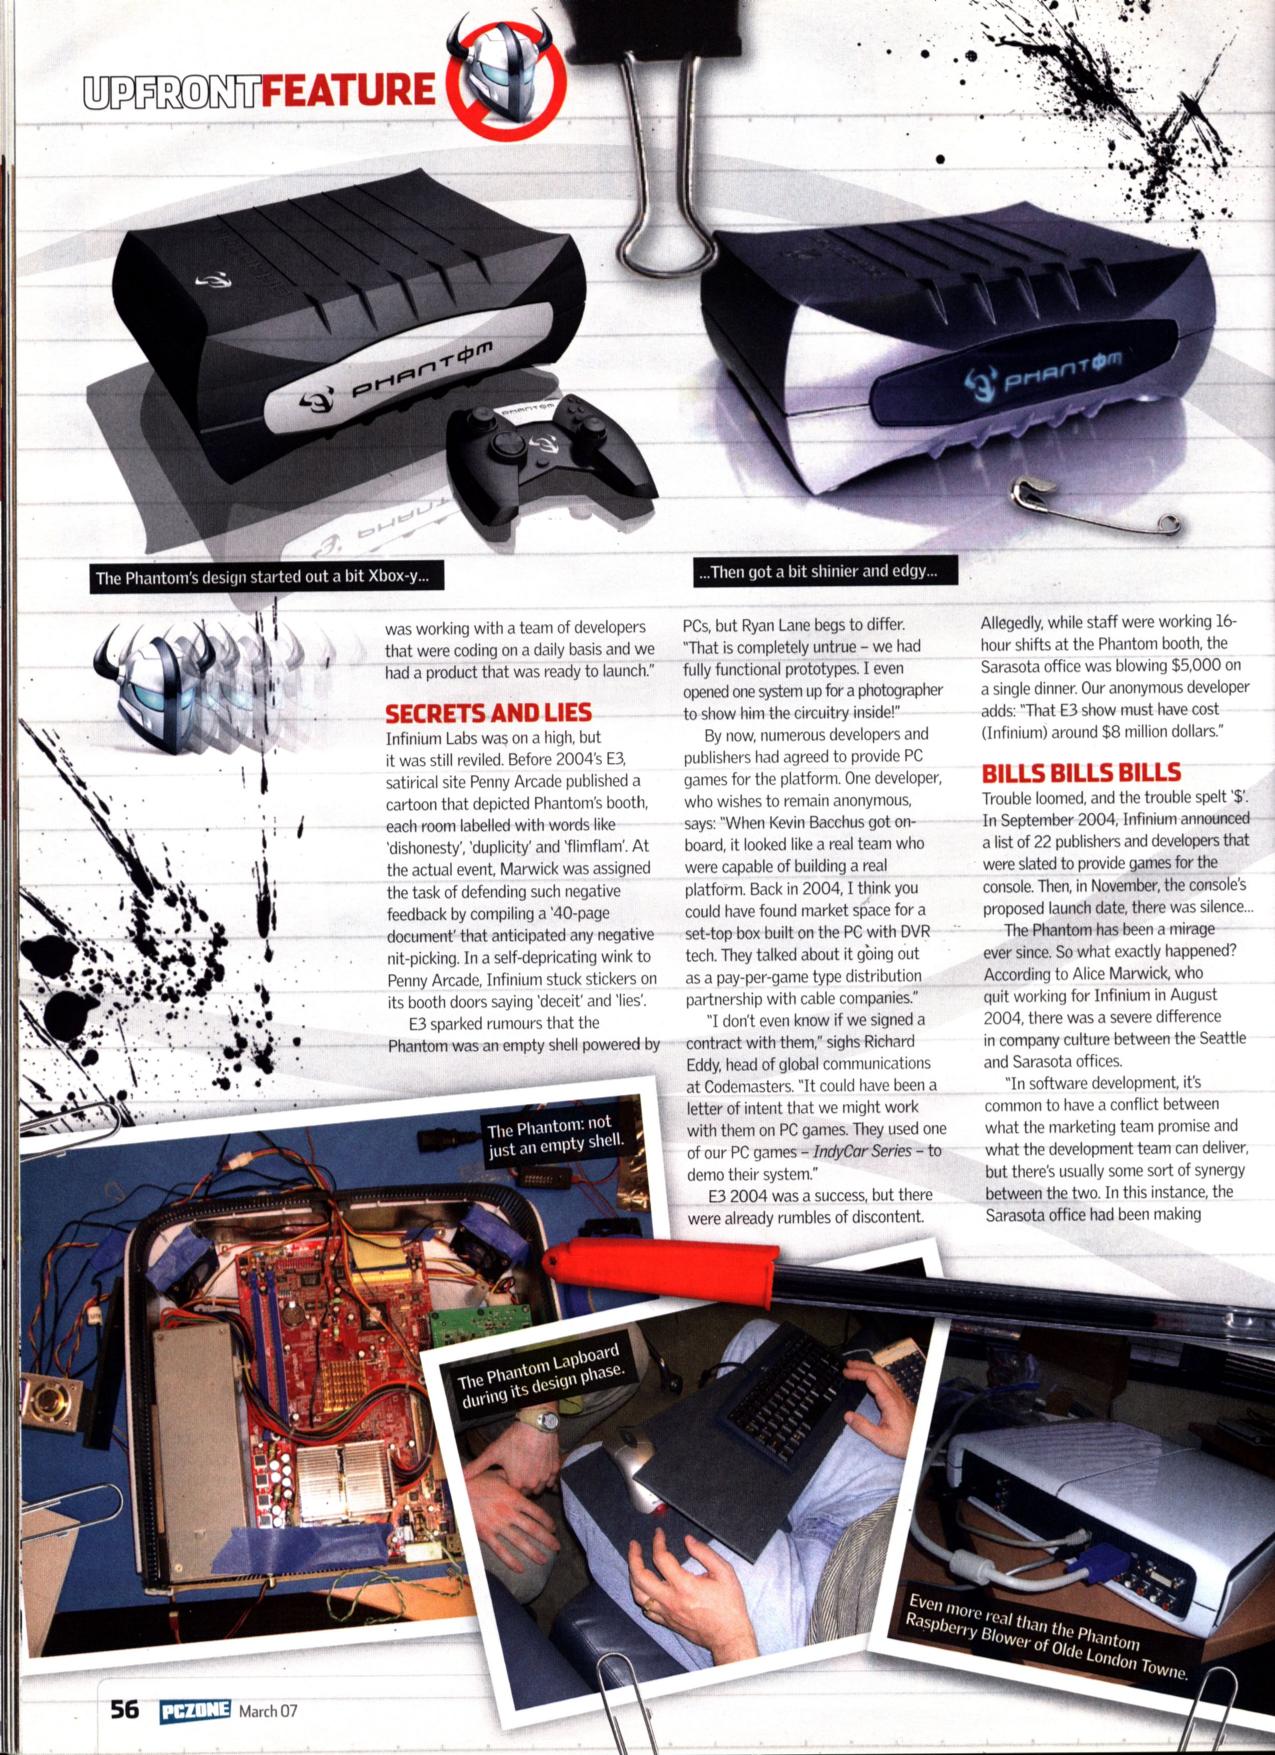 UPFRONTFEATURE
PHANTOM
PHANTOM
PHANTOM
The Phantom's design started out a bit Xbox-y...
...Then got a bit shinier and edgy...
was working with a team of developers
that were coding on a daily basis and we
had a product that was ready to launch."
SECRETS AND LIES
Infinium Labs was on a high, but
it was still reviled. Before 2004's E3,
satirical site Penny Arcade published a
cartoon that depicted Phantom's booth,
each room labelled with words like
'dishonesty', 'duplicity' and 'flimflam'. At
the actual event, Marwick was assigned
the task of defending such negative
feedback by compiling a '40-page
document' that anticipated any negative
nit-picking. In a self-depricating wink to
Penny Arcade, Infinium stuck stickers on
its booth doors saying 'deceit' and 'lies'.
E3 sparked rumours that the
Phantom was an empty shell powered by
PCs, but Ryan Lane begs to differ.
"That is completely untrue – we had
fully functional prototypes. I even
opened one system up for a photographer
to show him the circuitry inside!"
By now, numerous developers and
publishers had agreed to provide PC
games for the platform. One developer,
who wishes to remain anonymous,
says: "When Kevin Bacchus got on-
board, it looked like a real team who
were capable of building a real
platform. Back in 2004, I think you
could have found market space for a
set-top box built on the PC with DVR
tech. They talked about it going out
as a pay-per-game type distribution
partnership with cable companies."
"I don't even know if we signed a
contract with them," sighs Richard
Eddy, head of global communications
at Codemasters. "It could have been a
letter of intent that we might work
with them on PC games. They used one
of our PC games – IndyCar Series – to
demo their system."
E3 2004 was a success, but there
were already rumbles of discontent.
Allegedly, while staff were working 16-
hour shifts at the Phantom booth, the
Sarasota office was blowing $5,000 on
a single dinner. Our anonymous developer
adds: "That E3 show must have cost
(Infinium) around $8 million dollars."
BILLS BILLS BILLS
Trouble loomed, and the trouble spelt '$'.
In September 2004, Infinium announced
a list of 22 publishers and developers that
were slated to provide games for the
console. Then, in November, the console's
proposed launch date, there was silence...
The Phantom has been a mirage
ever since. So what exactly happened?
According to Alice Marwick, who
quit working for Infinium in August
2004, there was a severe difference
in company culture between the Seattle
and Sarasota offices.
"In software development, it's
common to have a conflict between
what the marketing team promise and
what the development team can deliver,
but there's usually some sort of synergy
between the two. In this instance, the
Sarasota office had been making
The Phantom: not
just an empty shell.
The Phantom Lapboard
during its design phase.
Even more real than the Phantom
Raspberry Blower of Olde London Towne.
56 PCZONE March 07